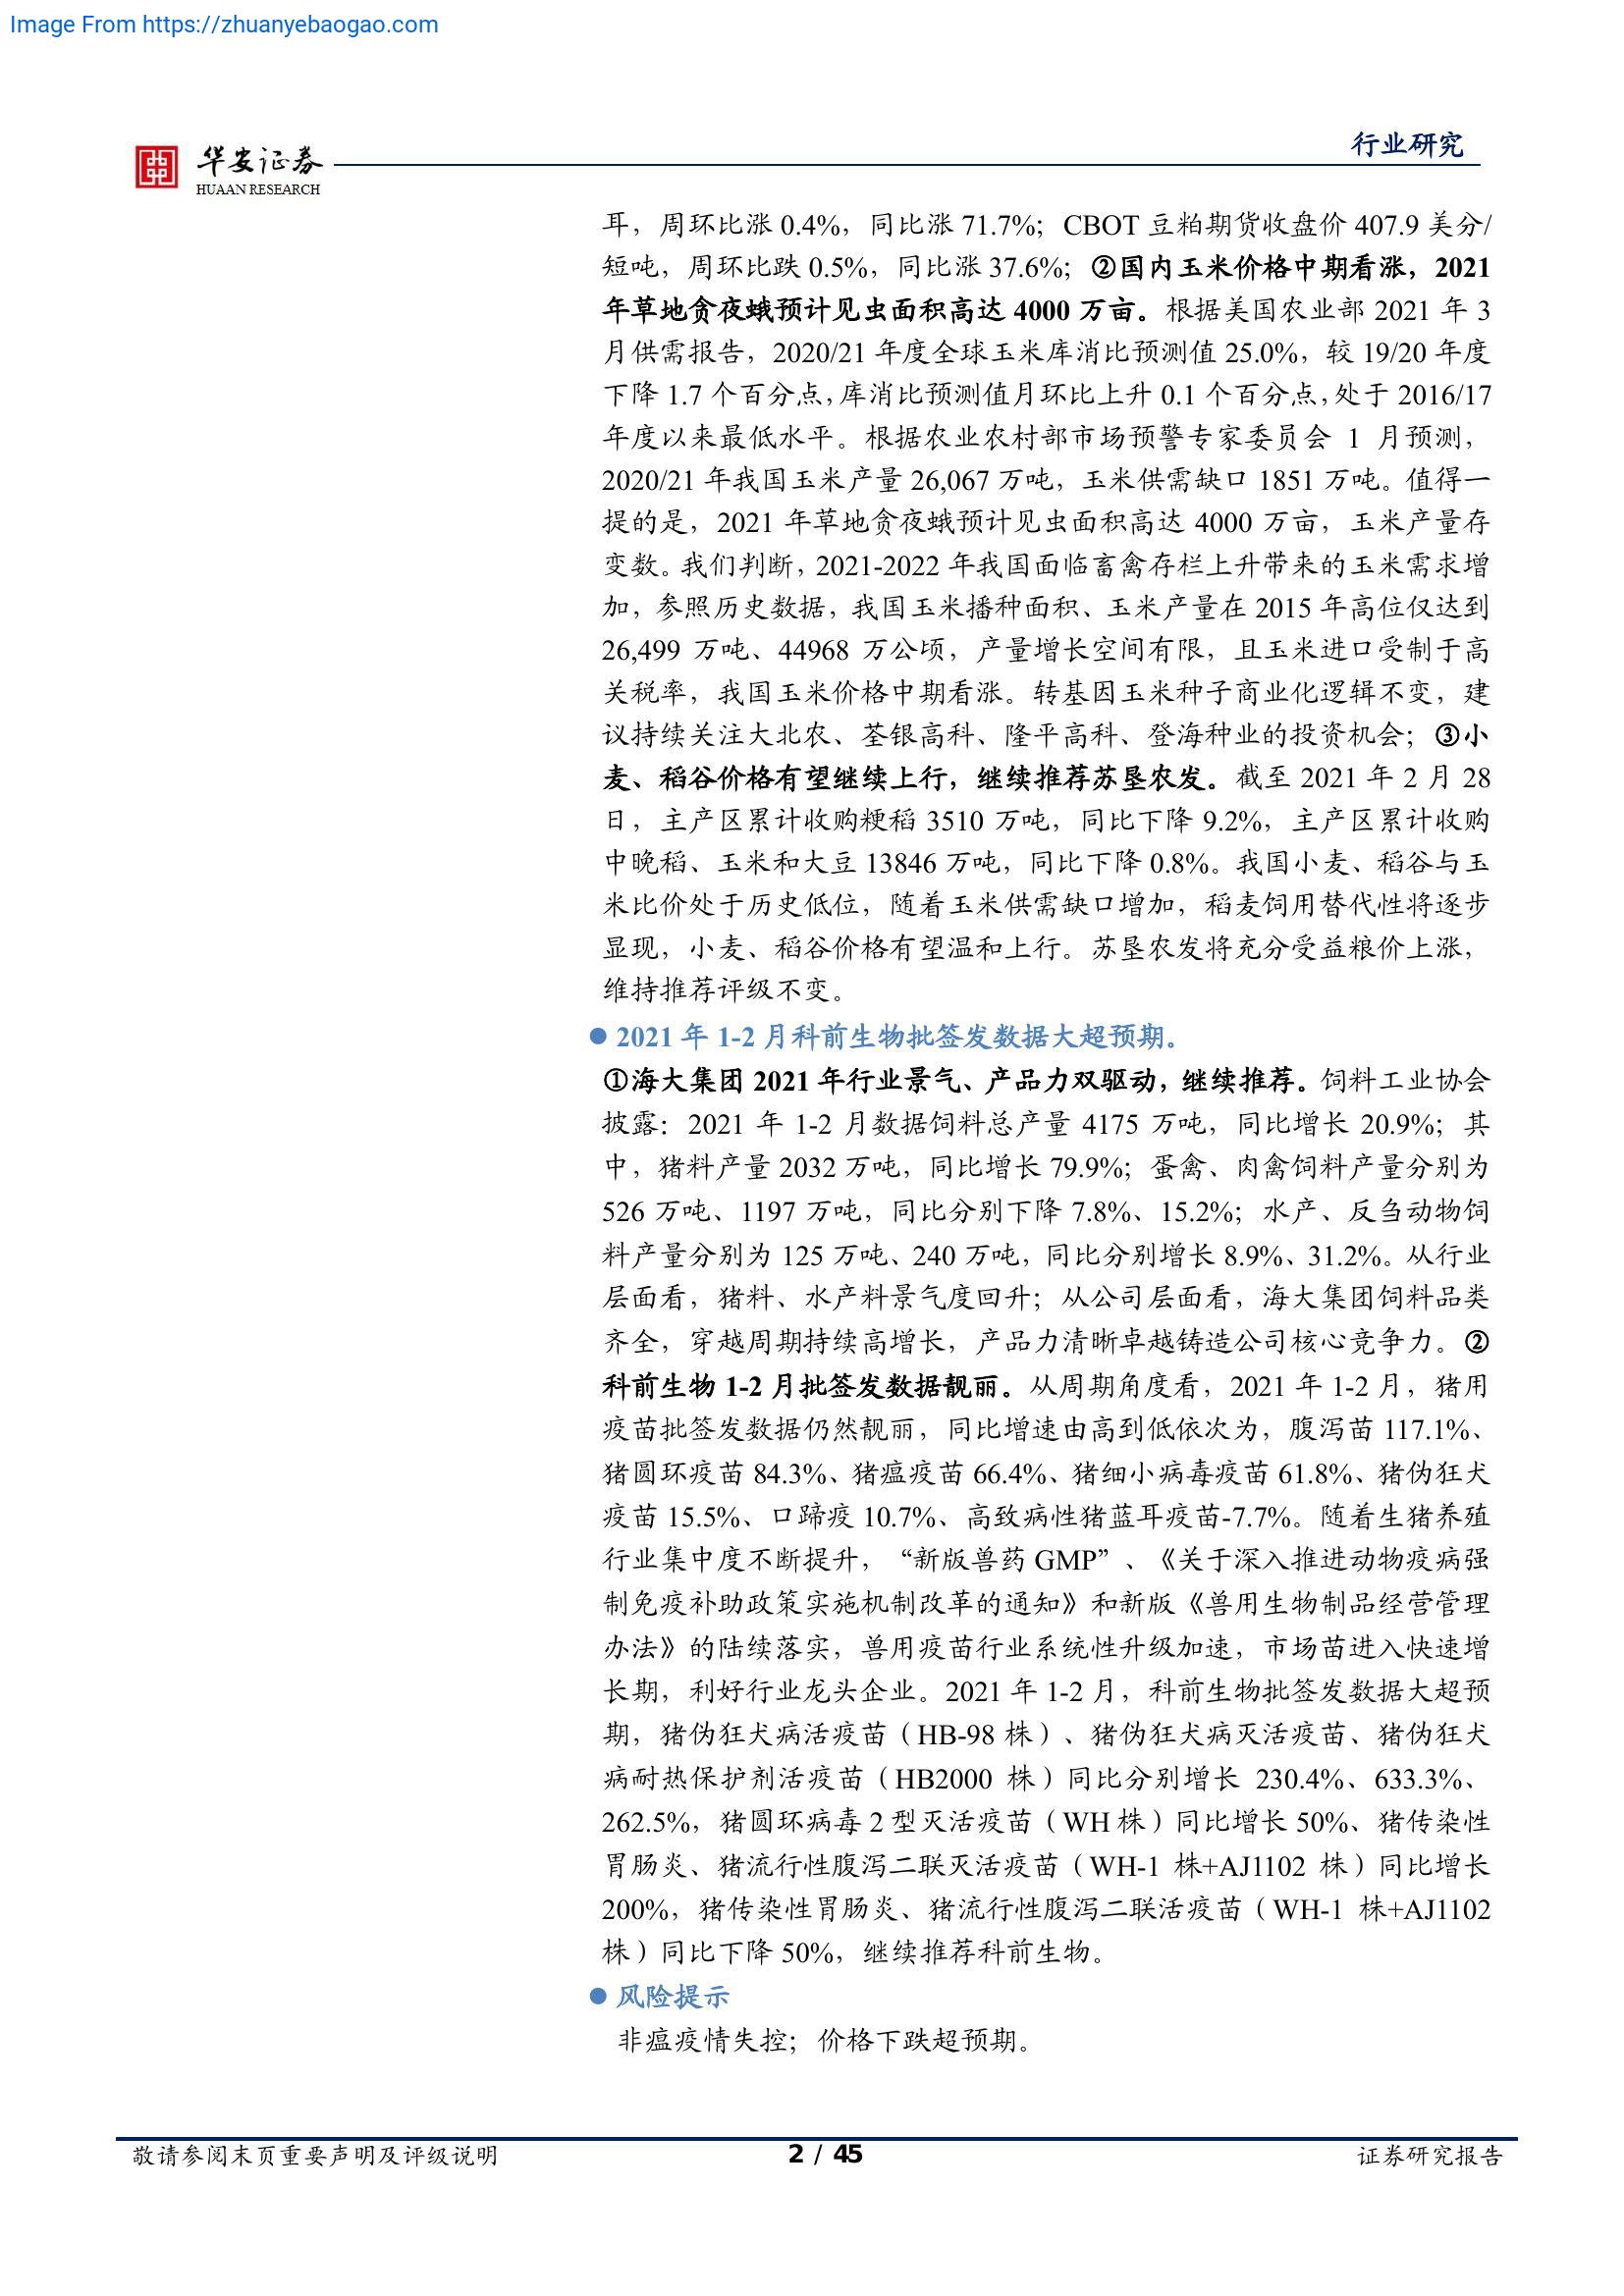 Image From https://zhuanyebaogao.com
华安证券
HUAAN RESEARCH
行业研究
耳，周环比涨 0.4%，同比涨 71.7%；CBOT 豆粕期货收盘价 407.9 美分/
短吨，周环比跌 0.5%，同比涨 37.6%；②国内玉米价格中期看涨，2021
年草地贪夜蛾预计见虫面积高达 4000 万亩。根据美国农业部 2021 年 3
月供需报告，2020/21 年度全球玉米库消比预测值 25.0%，较 19/20 年度
下降 1.7 个百分点，库消比预测值月环比上升 0.1 个百分点，处于 2016/17
年度以来最低水平。根据农业农村部市场预警专家委员会 1 月预测，
2020/21 年我国玉米产量 26,067 万吨，玉米供需缺口 1851 万吨。值得一
提的是，2021 年草地贪夜蛾预计见虫面积高达 4000 万亩，玉米产量存
变数。我们判断，2021-2022 年我国面临畜禽存栏上升带来的玉米需求增
加，参照历史数据，我国玉米播种面积、玉米产量在 2015 年高位仅达到
26,499 万吨、44968 万公顷，产量增长空间有限，且玉米进口受制于高
关税率，我国玉米价格中期看涨。转基因玉米种子商业化逻辑不变，建
议持续关注大北农、荃银高科、隆平高科、登海种业的投资机会；③小
麦、稻谷价格有望继续上行，继续推荐苏垦农发。截至 2021 年 2 月 28
日，主产区累计收购粳稻 3510 万吨，同比下降 9.2%，主产区累计收购
中晚稻、玉米和大豆 13846 万吨，同比下降 0.8%。我国小麦、稻谷与玉
米比价处于历史低位，随着玉米供需缺口增加，稻麦饲用替代性将逐步
显现，小麦、稻谷价格有望温和上行。苏垦农发将充分受益粮价上涨，
维持推荐评级不变。
● 2021 年 1-2 月科前生物批签发数据大超预期。
①海大集团 2021 年行业景气、产品力双驱动，继续推荐。饲料工业协会
披露：2021 年 1-2 月数据饲料总产量 4175 万吨，同比增长 20.9%；其
中，猪料产量 2032 万吨，同比增长 79.9%；蛋禽、肉禽饲料产量分别为
526 万吨、1197 万吨，同比分别下降 7.8%、15.2%；水产、反刍动物饲
料产量分别为 125 万吨、240 万吨，同比分别增长 8.9%、31.2%。从行业
层面看，猪料、水产料景气度回升；从公司层面看，海大集团饲料品类
齐全，穿越周期持续高增长，产品力清晰卓越铸造公司核心竞争力。②
科前生物 1-2 月批签发数据靓丽。从周期角度看，2021 年 1-2 月，猪用
疫苗批签发数据仍然靓丽，同比增速由高到低依次为，腹泻苗 117.1%、
猪圆环疫苗 84.3%、猪瘟疫苗 66.4%、猪细小病毒疫苗 61.8%、猪伪狂犬
疫苗 15.5%、口蹄疫 10.7%、高致病性猪蓝耳疫苗-7.7%。随着生猪养殖
行业集中度不断提升，“新版兽药 GMP”、《关于深入推进动物疫病强
制免疫补助政策实施机制改革的通知》和新版《兽用生物制品经营管理
办法》的陆续落实，兽用疫苗行业系统性升级加速，市场苗进入快速增
长期，利好行业龙头企业。2021 年 1-2 月，科前生物批签发数据大超预
期，猪伪狂犬病活疫苗（HB-98 株）、猪伪狂犬病灭活疫苗、猪伪狂犬
病耐热保护剂活疫苗（HB2000 株）同比分别增长 230.4%、633.3%、
262.5%，猪圆环病毒 2 型灭活疫苗（WH 株）同比增长 50%、猪传染性
胃肠炎、猪流行性腹泻二联灭活疫苗（WH-1 株+AJ1102 株）同比增长
200%，猪传染性胃肠炎、猪流行性腹泻二联活疫苗（WH-1 株+AJ1102
株）同比下降 50%，继续推荐科前生物。
● 风险提示
非瘟疫情失控；价格下跌超预期。
敬请参阅末页重要声明及评级说明
2 / 45
证券研究报告